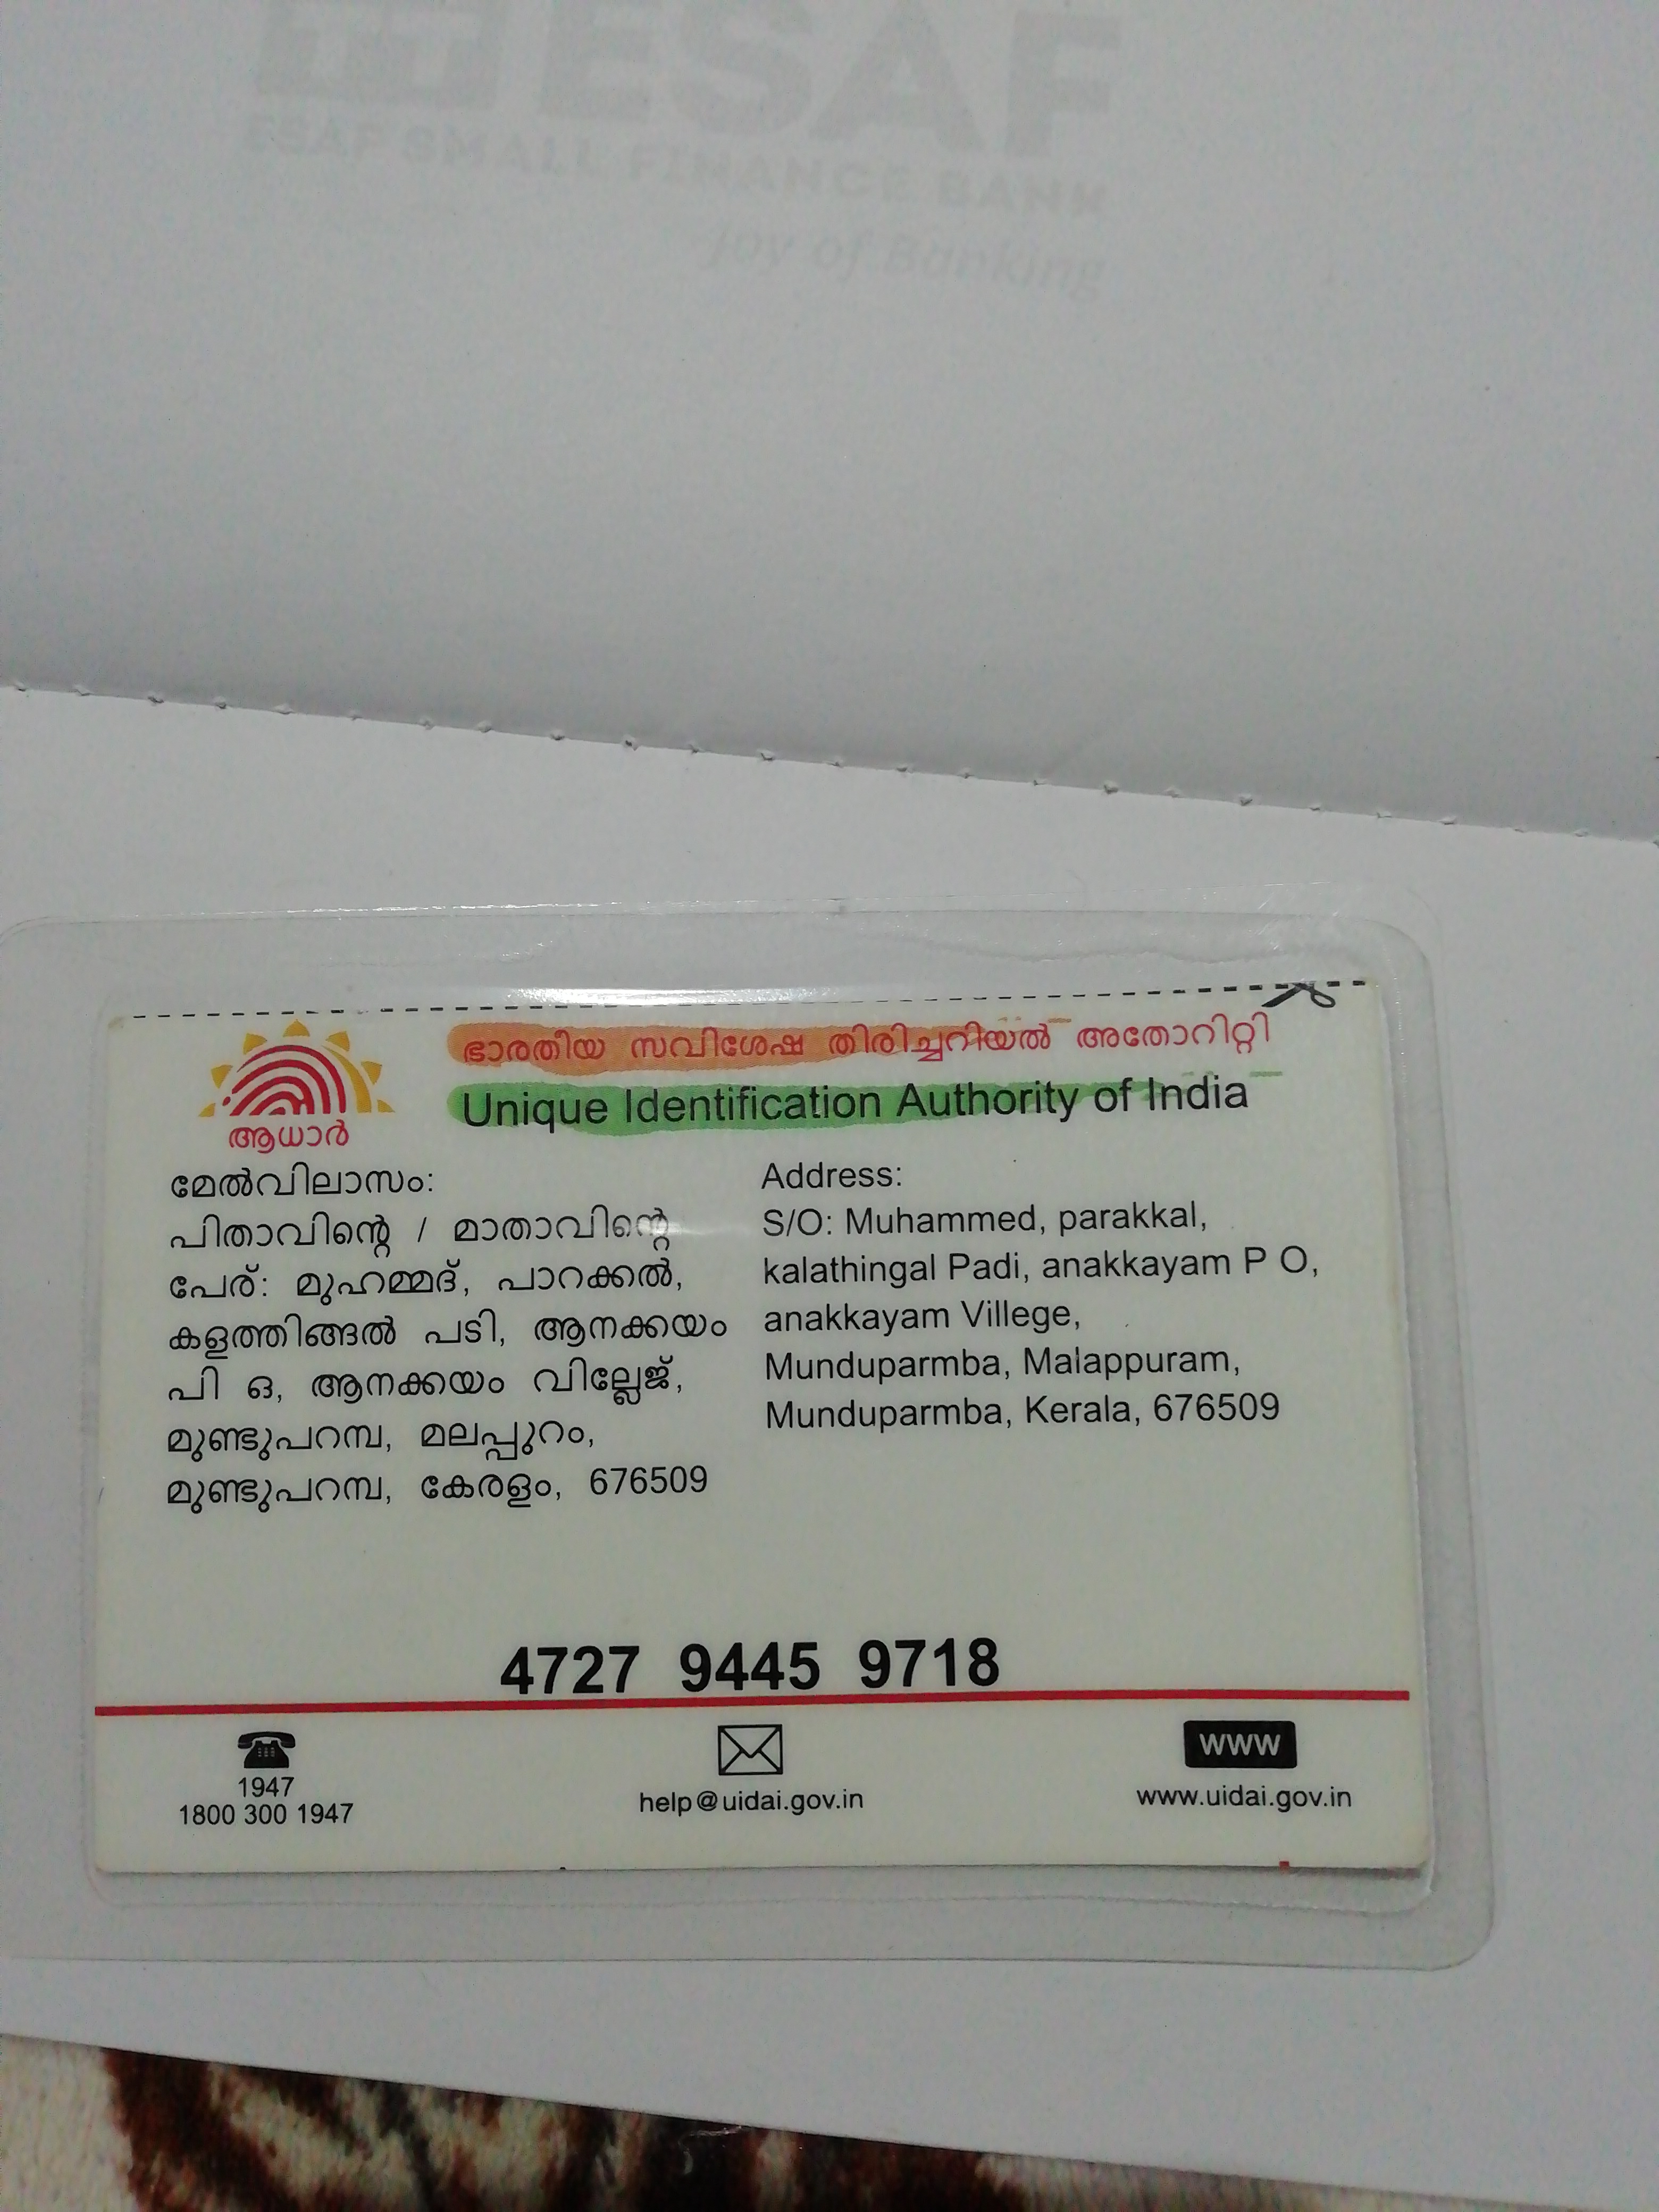 ESAF
ESAF SMALL FINANCE BANK
Joy of Banking
ഭാരതീയ സവിശേഷ തിരിച്ചറിയൽ അതോറിറ്റി
Unique Identification Authority of India
ആധാർ
മേൽവിലാസം:
പിതാവിന്റെ / മാതാവിന്റെ
പേര്: മുഹമ്മദ്, പാറക്കൽ,
കളത്തിങ്ങൽ പടി, ആനക്കയം
പി ഒ, ആനക്കയം വില്ലേജ്,
മുണ്ടുപറമ്പ, മലപ്പുറം,
മുണ്ടുപറമ്പ, കേരളം, 676509
Address:
S/O: Muhammed, parakkal,
kalathingal Padi, anakkayam P O,
anakkayam Villege,
Munduparmba, Malappuram,
Munduparmba, Kerala, 676509
4727 9445 9718
1947
1800 300 1947
help@uidai.gov.in
www
www.uidai.gov.in